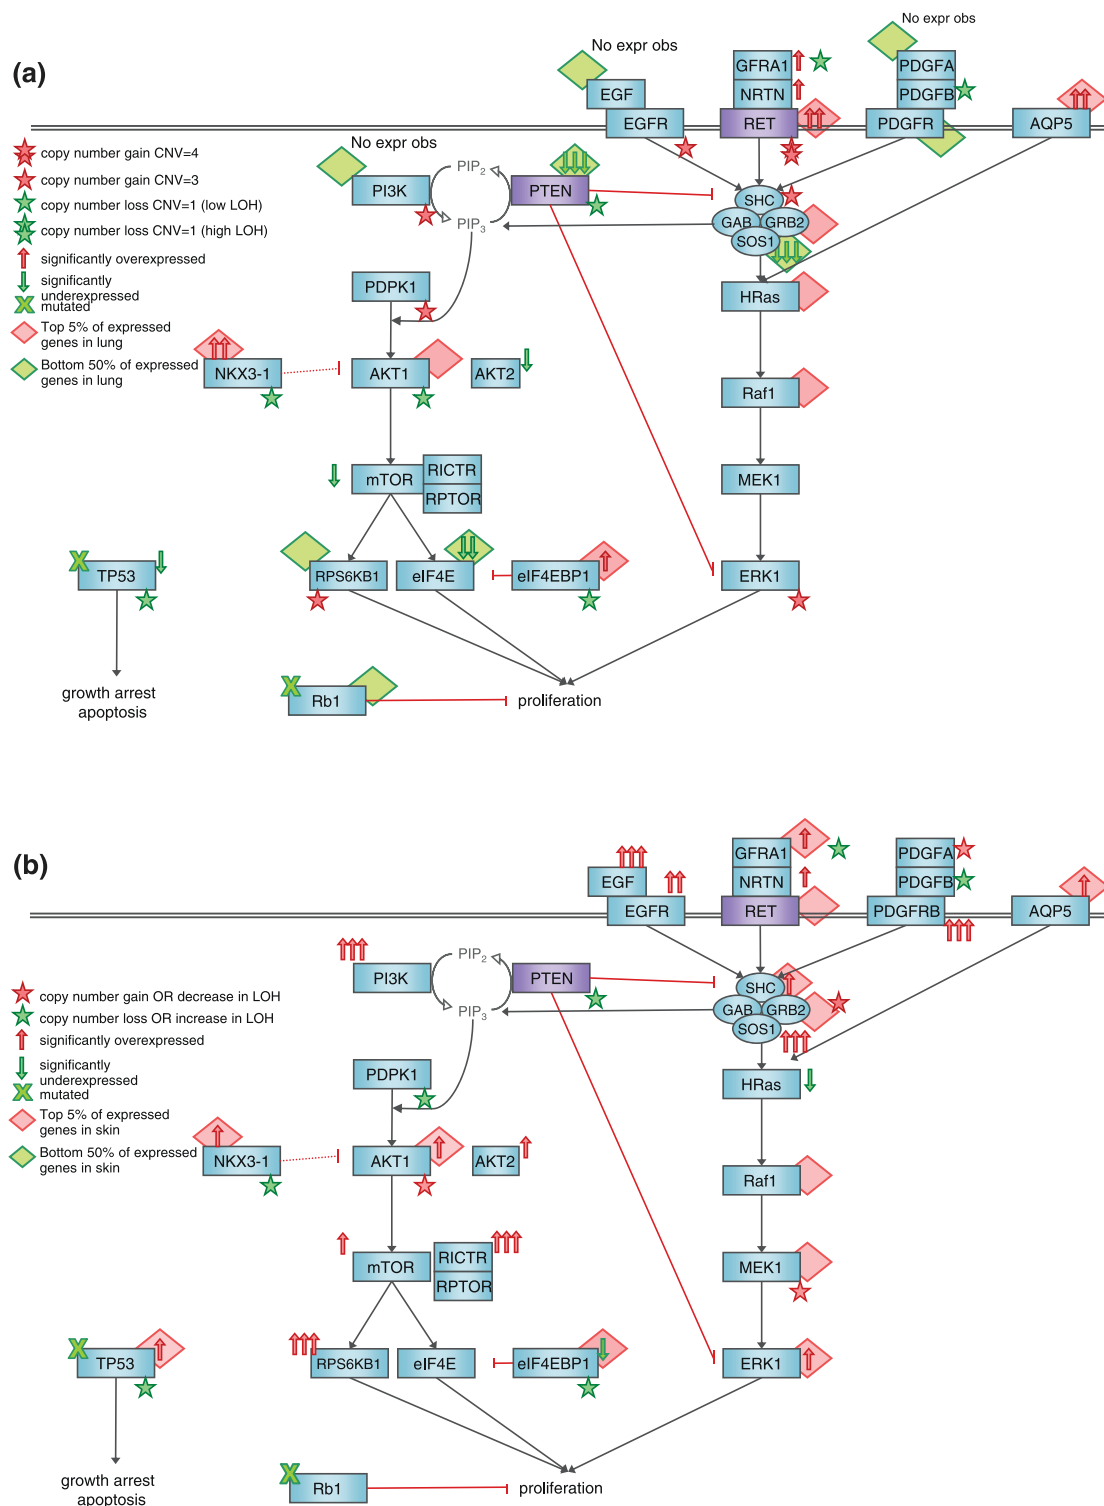 (a)
No expr obs
No expr obs
EGF
EGFR
GFRA1
NRTN
RET
PDGFA
PDGFB
PDGFR
AQP5
copy number gain CNV=4
copy number gain CNV=3
copy number loss CNV=1 (low LOH)
copy number loss CNV=1 (high LOH)
significantly overexpressed
significantly
underexpressed
mutated
Top 5% of expressed
genes in lung
Bottom 50% of expressed
genes in lung
No expr obs
PI3K
PIP2
PIP3
PTEN
SHC
GAB
GRB2
SOS1
PDPK1
HRas
NKX3-1
AKT1
AKT2
Raf1
mTOR
RICTR
RPTOR
MEK1
TP53
RPS6KB1
eIF4E
eIF4EBP1
ERK1
growth arrest
apoptosis
Rb1
proliferation
(b)
EGF
EGFR
GFRA1
NRTN
RET
PDGFA
PDGFB
PDGFRB
AQP5
copy number gain OR decrease in LOH
copy number loss OR increase in LOH
significantly overexpressed
significantly
underexpressed
mutated
Top 5% of expressed
genes in skin
Bottom 50% of expressed
genes in skin
PI3K
PIP2
PIP3
PTEN
SHC
GAB
GRB2
SOS1
PDPK1
HRas
NKX3-1
AKT1
AKT2
Raf1
mTOR
RICTR
RPTOR
MEK1
TP53
RPS6KB1
eIF4E
eIF4EBP1
ERK1
growth arrest
apoptosis
Rb1
proliferation